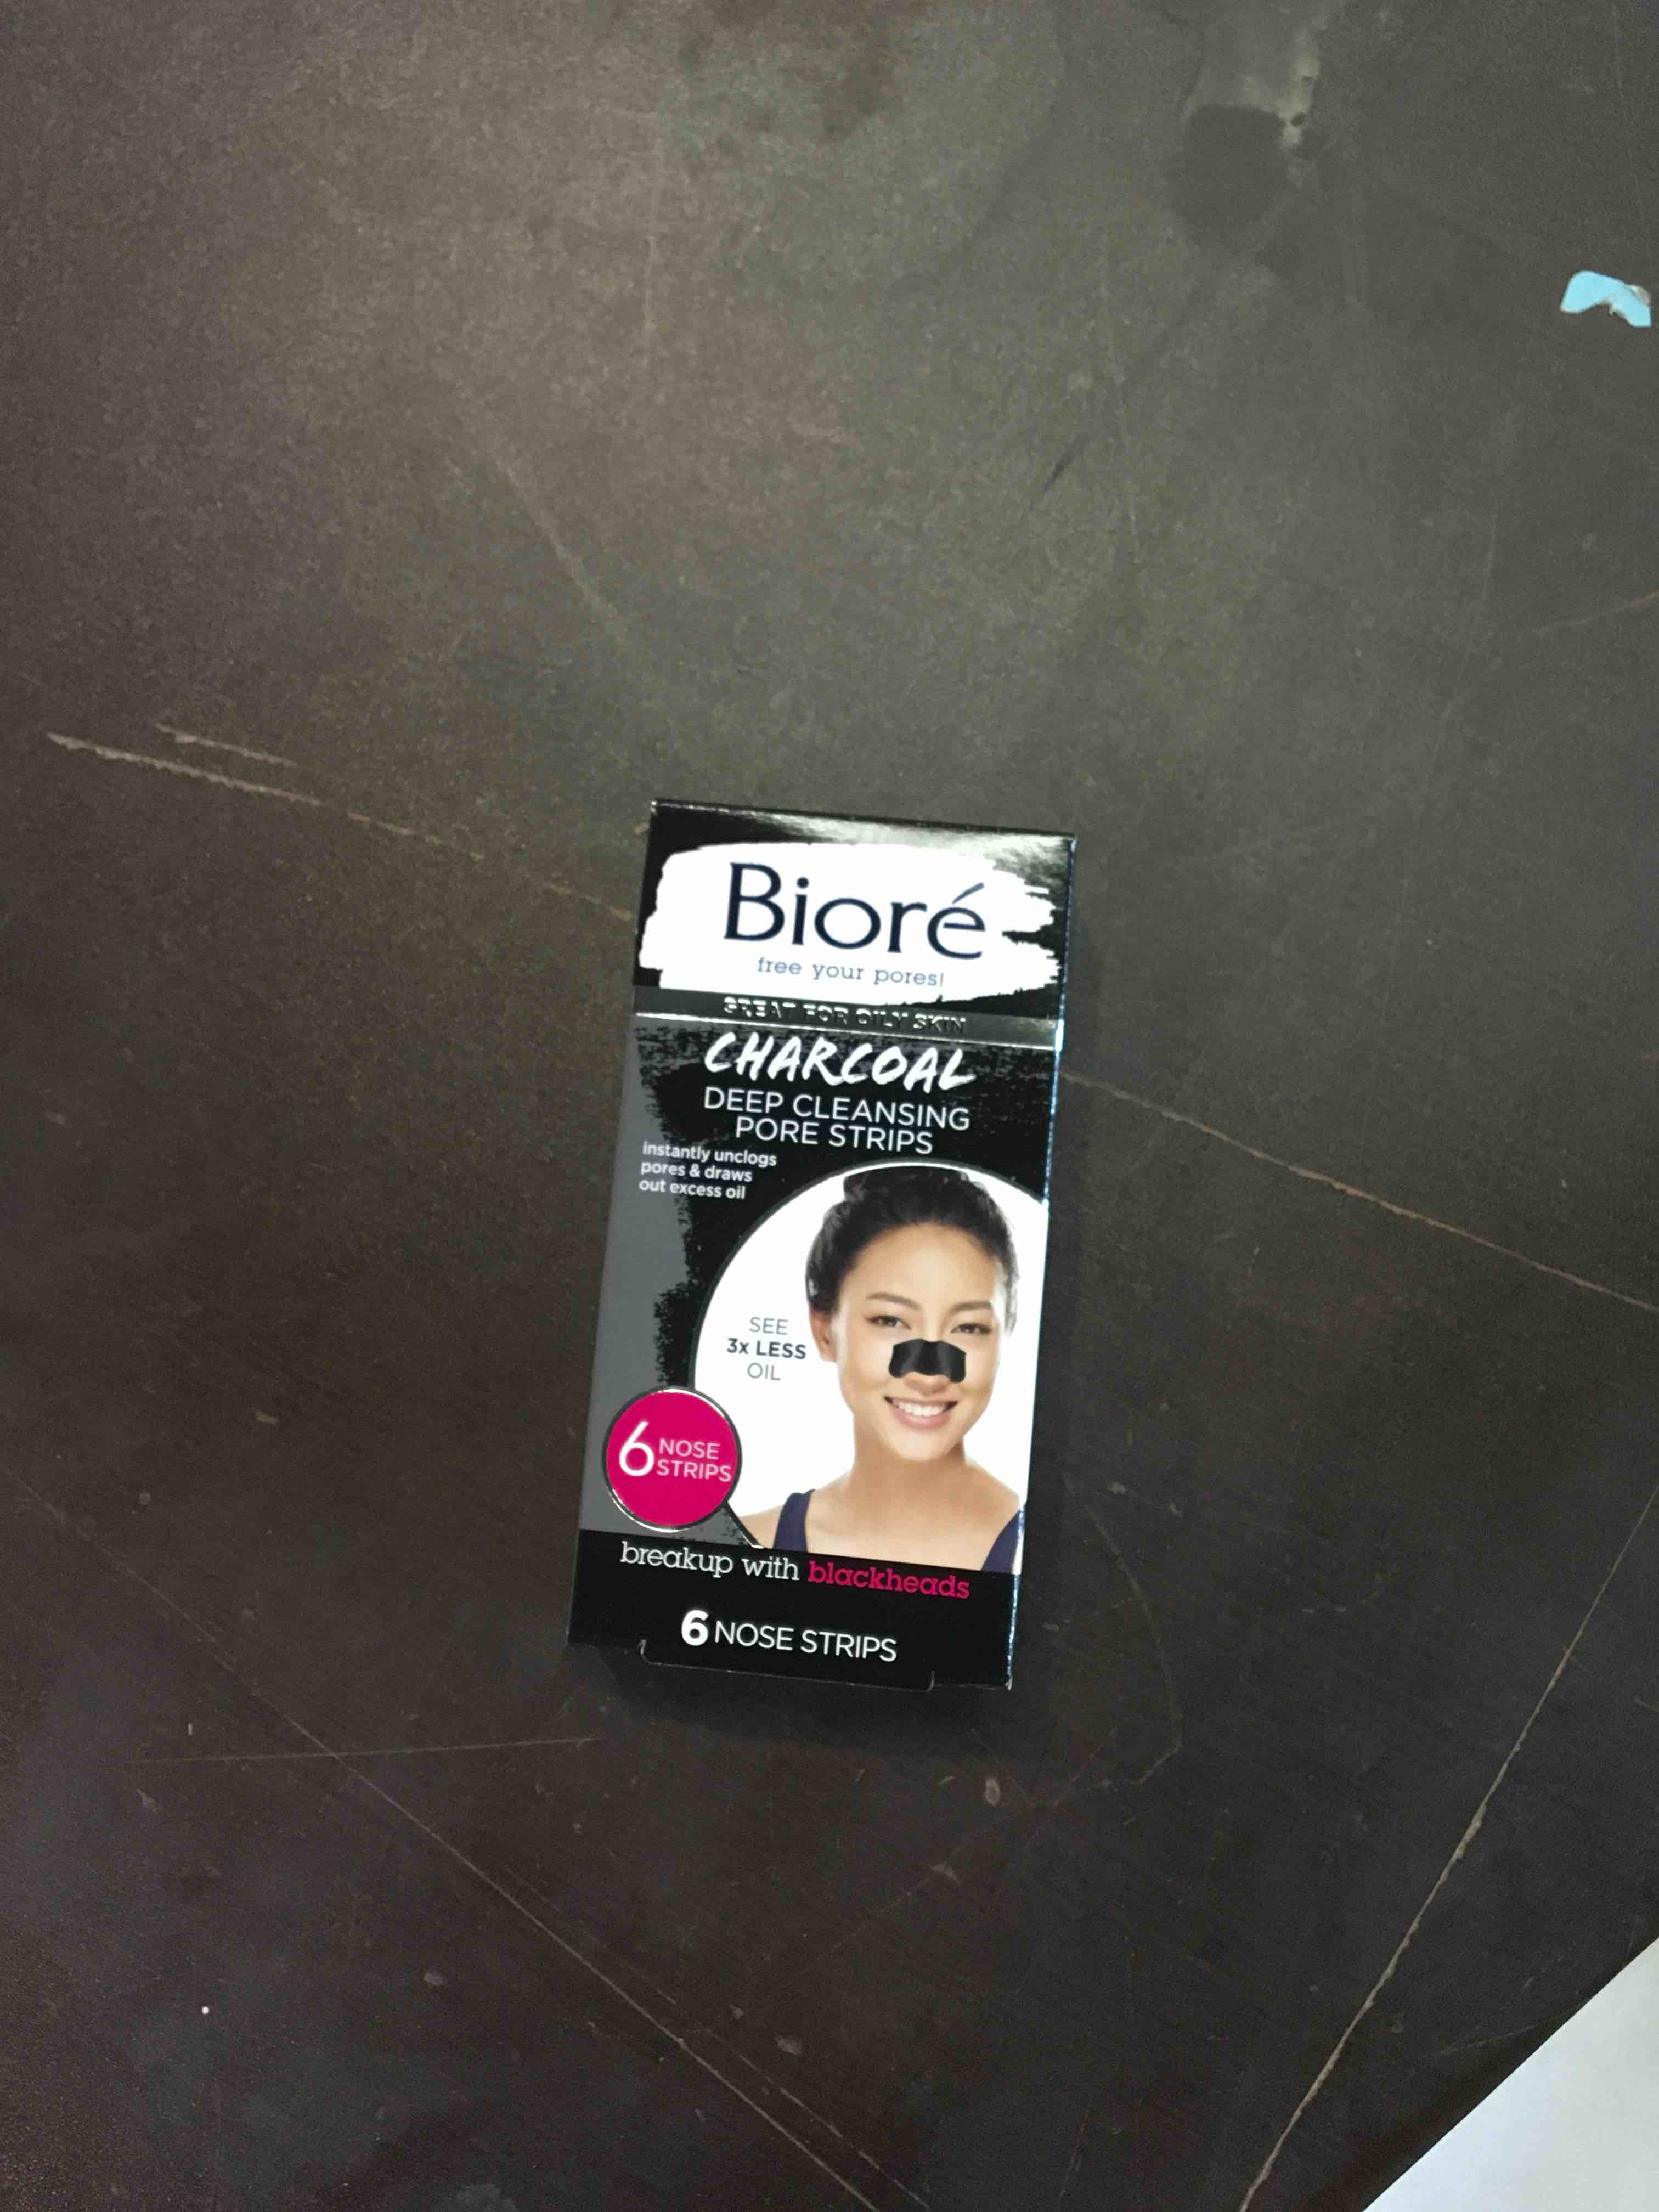 Bioré
free your pores!
GREAT FOR OILY SKIN
CHARCOAL
DEEP CLEANSING
PORE STRIPS
instantly unclogs
pores & draws
out excess oil
SEE
3x LESS
OIL
6 NOSE
STRIPS
breakup with blackheads
6 NOSE STRIPS